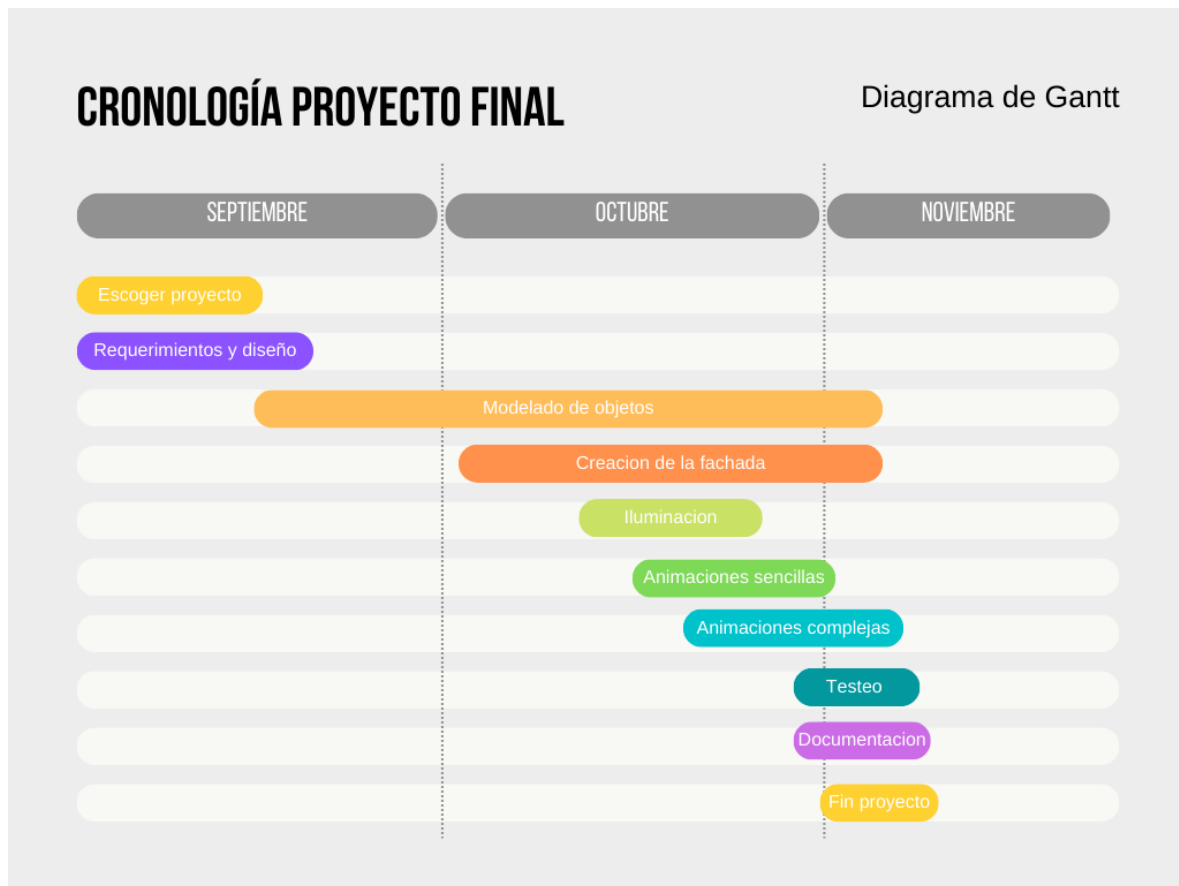 CRONOLOGÍA PROYECTO FINAL
Diagrama de Gantt
SEPTIEMBRE
OCTUBRE
NOVIEMBRE
Escoger proyecto
Requerimientos y diseño
Modelado de objetos
Creacion de la fachada
Iluminacion
Animaciones sencillas
Animaciones complejas
Testeo
Documentacion
Fin proyecto